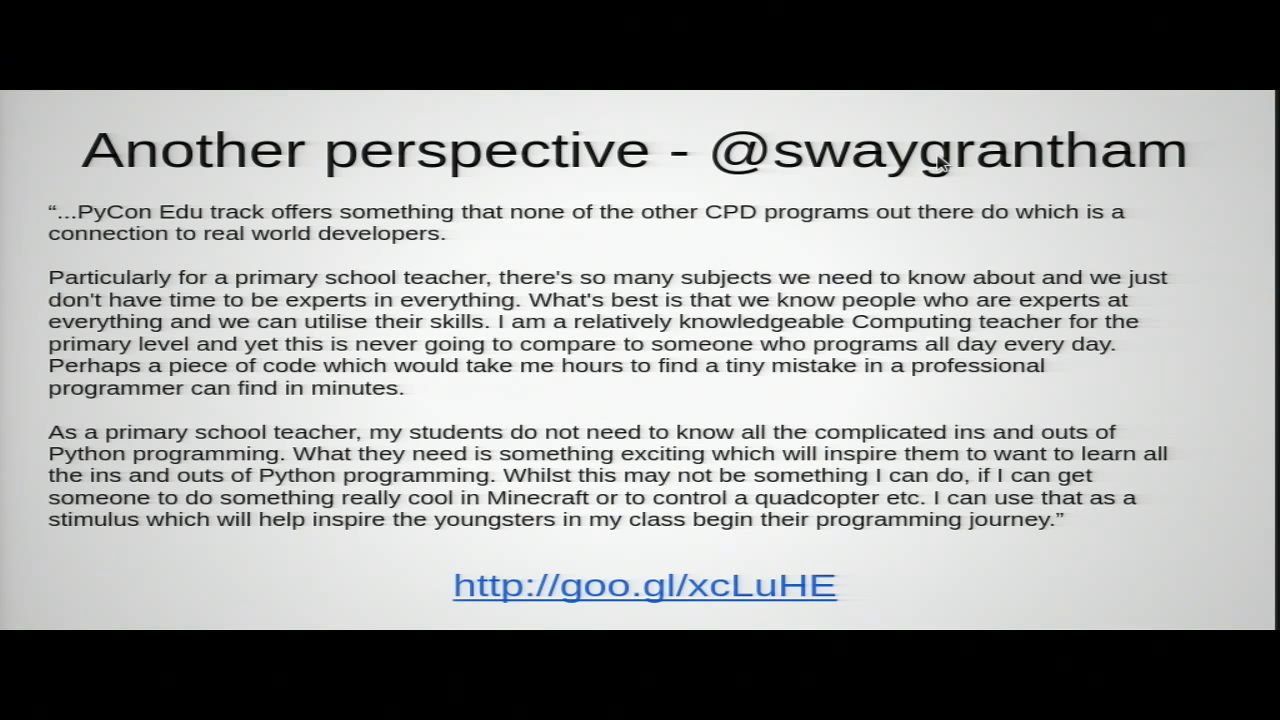 Another perspective - @swaygrantham
“...PyCon Edu track offers something that none of the other CPD programs out there do which is a
connection to real world developers.
Particularly for a primary school teacher, there's so many subjects we need to know about and we just
don't have time to be experts in everything. What's best is that we know people who are experts at
everything and we can utilise their skills. I am a relatively knowledgeable Computing teacher for the
primary level and yet this is never going to compare to someone who programs all day every day.
Perhaps a piece of code which would take me hours to find a tiny mistake in a professional
programmer can find in minutes.
As a primary school teacher, my students do not need to know all the complicated ins and outs of
Python programming. What they need is something exciting which will inspire them to want to learn all
the ins and outs of Python programming. Whilst this may not be something I can do, if I can get
someone to do something really cool in Minecraft or to control a quadcopter etc. I can use that as a
stimulus which will help inspire the youngsters in my class begin their programming journey.”
http://goo.gl/xcLuHE